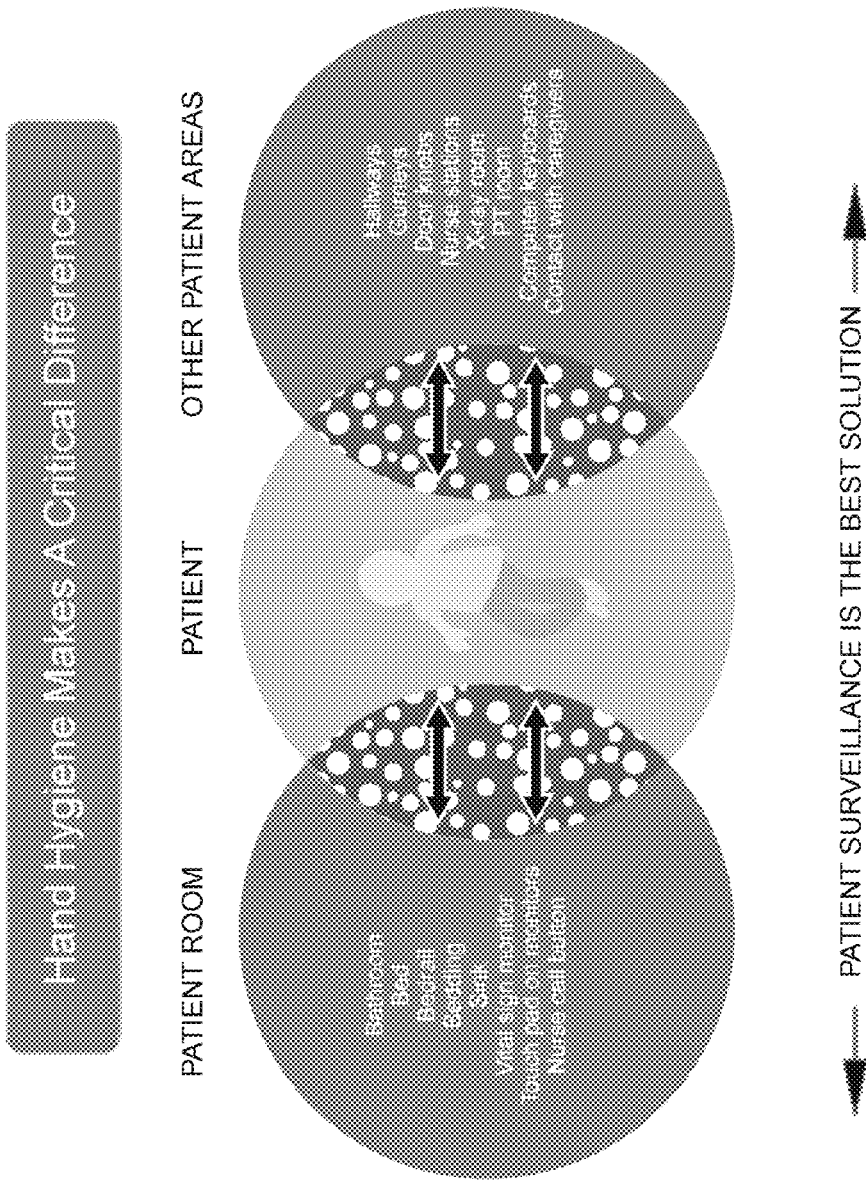 Hand Hygiene Makes A Critical Difference
PATIENT ROOM
PATIENT
OTHER PATIENT AREAS
Bathroom
Bed
Bedrail
Bedding
Sink
Vital sign monitor
Touch pad on monitors
Nurse call button
Hallways
Gurneys
Door knobs
Nurse stations
X-ray room
PT room
Computer keyboards
Contact with caregivers
PATIENT SURVEILLANCE IS THE BEST SOLUTION